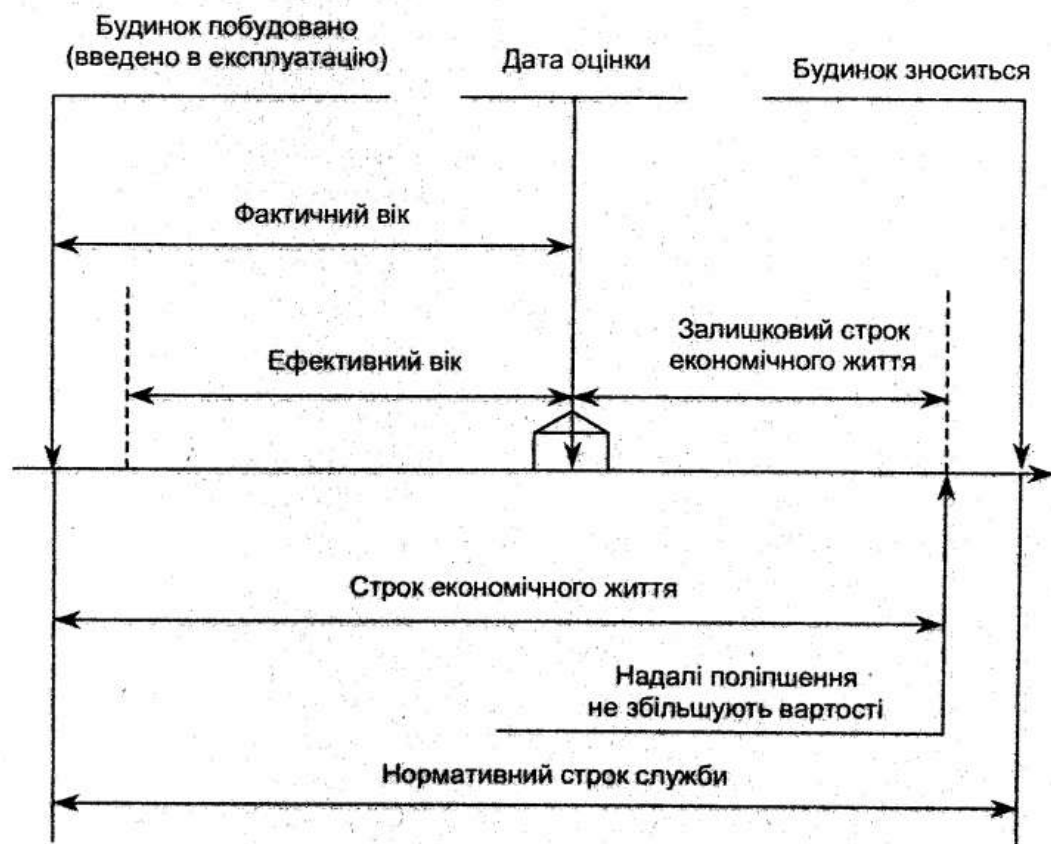 Будинок побудовано
(введено в експлуатацію)
Дата оцінки
Будинок зноситься
Фактичний вік
Ефективний вік
Залишковий строк
економічного життя
Строк економічного життя
Надалі поліпшення
не збільшують вартості
Нормативний строк служби